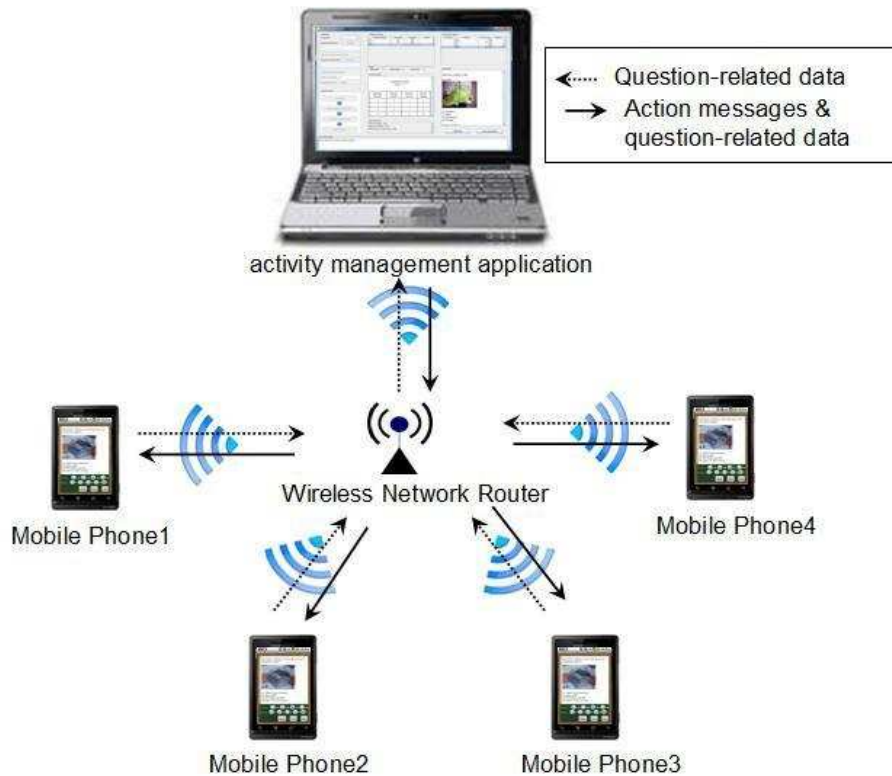 Question-related data
Action messages &
question-related data
activity management application
Wireless Network Router
Mobile Phone1
Mobile Phone4
Mobile Phone2
Mobile Phone3